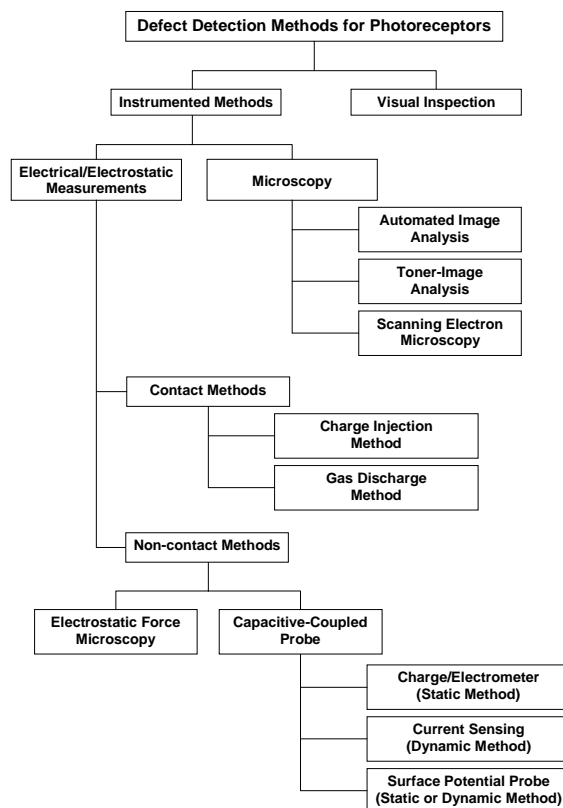 Defect Detection Methods for Photoreceptors
Instrumented Methods
Visual Inspection
Electrical/Electrostatic
Measurements
Microscopy
Automated Image
Analysis
Toner-Image
Analysis
Scanning Electron
Microscopy
Contact Methods
Charge Injection
Method
Gas Discharge
Method
Non-contact Methods
Electrostatic Force
Microscopy
Capacitive-Coupled
Probe
Charge/Electrometer
(Static Method)
Current Sensing
(Dynamic Method)
Surface Potential Probe
(Static or Dynamic Method)